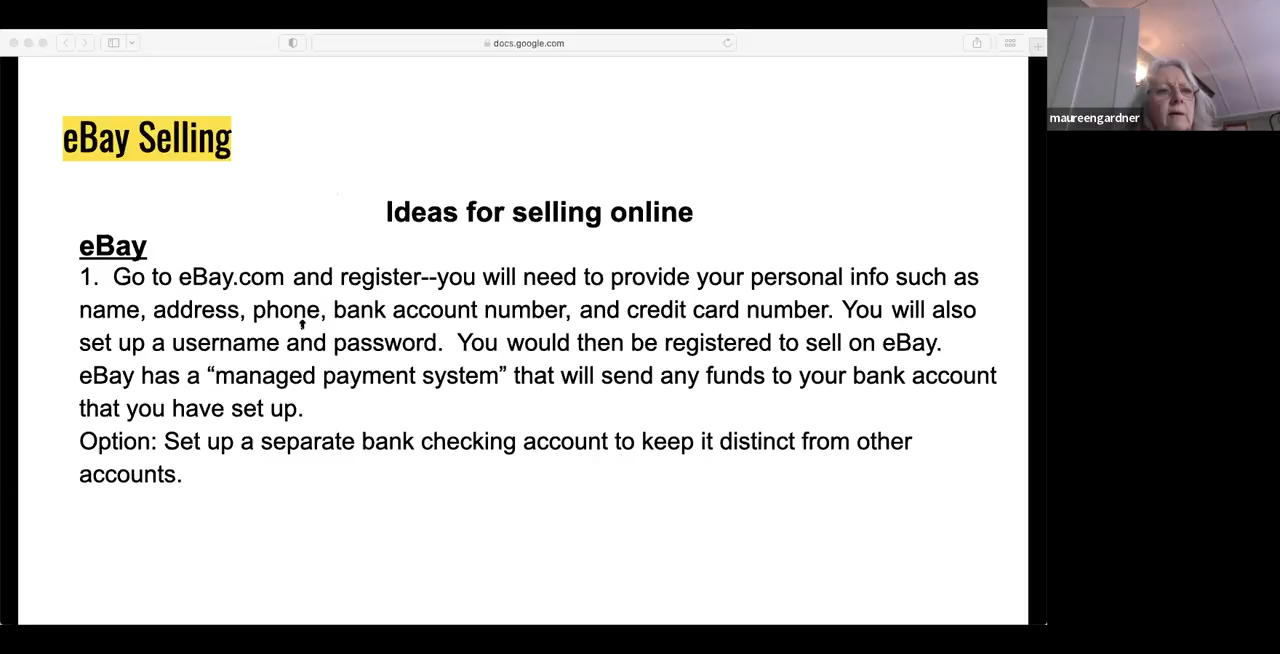 docs.google.com
maureengardner
eBay Selling
Ideas for selling online
eBay
1.  Go to eBay.com and register--you will need to provide your personal info such as
name, address, phone, bank account number, and credit card number. You will also
set up a username and password.  You would then be registered to sell on eBay.
eBay has a “managed payment system” that will send any funds to your bank account
that you have set up.
Option: Set up a separate bank checking account to keep it distinct from other
accounts.